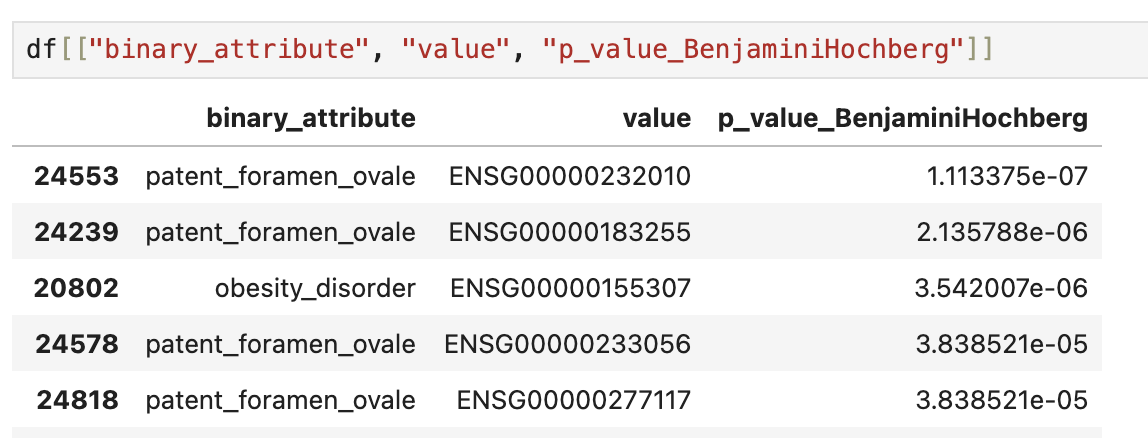 df[["binary_attribute", "value", "p_value_BenjaminiHochberg"]]
binary_attribute value p_value_BenjaminiHochberg
24553 patent_foramen_ovale ENSG00000232010 1.113375e-07
24239 patent_foramen_ovale ENSG00000183255 2.135788e-06
20802 obesity_disorder ENSG00000155307 3.542007e-06
24578 patent_foramen_ovale ENSG00000233056 3.838521e-05
24818 patent_foramen_ovale ENSG00000277117 3.838521e-05